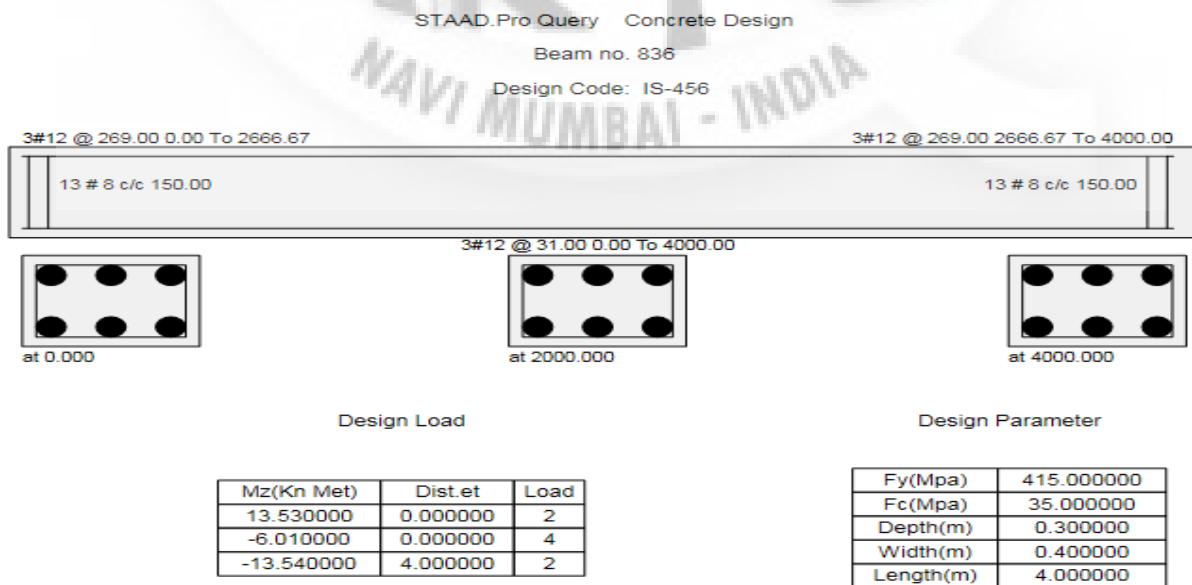 STAAD.Pro Query Concrete Design
Beam no. 836
Design Code: IS-456
NAVI MUMBAI - INDIA
3#12 @ 269.00 0.00 To 2666.67
3#12 @ 269.00 2666.67 To 4000.00
13 # 8 c/c 150.00
13 # 8 c/c 150.00
3#12 @ 31.00 0.00 To 4000.00
at 0.000
at 2000.000
at 4000.000
Design Load
Mz(Kn Met) Dist.et Load
13.530000 0.000000 2
-6.010000 0.000000 4
-13.540000 4.000000 2
Design Parameter
Fy(Mpa) 415.000000
Fc(Mpa) 35.000000
Depth(m) 0.300000
Width(m) 0.400000
Length(m) 4.000000